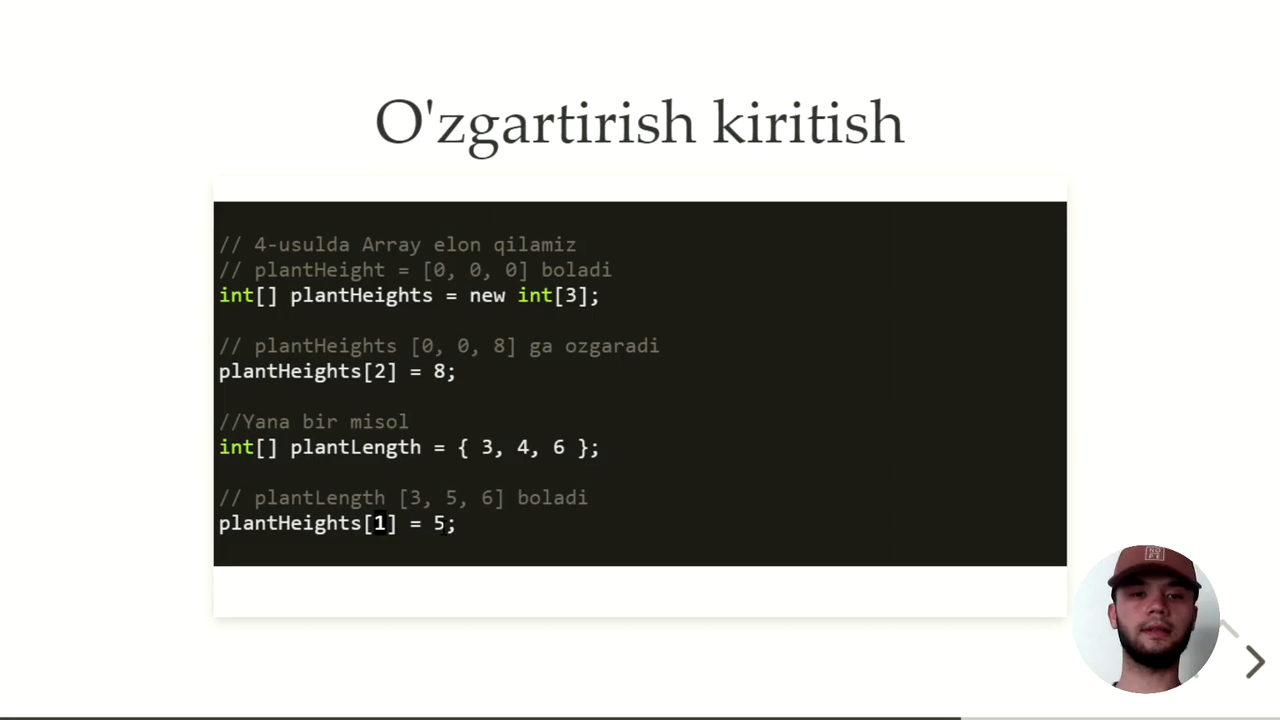 O'zgartirish kiritish
// 4-usulda Array elon qilamiz
// plantHeight = [0, 0, 0] boladi
int[] plantHeights = new int[3];
// plantHeights [0, 0, 8] ga ozgaradi
plantHeights[2] = 8;
//Yana bir misol
int[] plantLength = { 3, 4, 6 };
// plantLength [3, 5, 6] boladi
plantHeights[1] = 5;
NO
PE